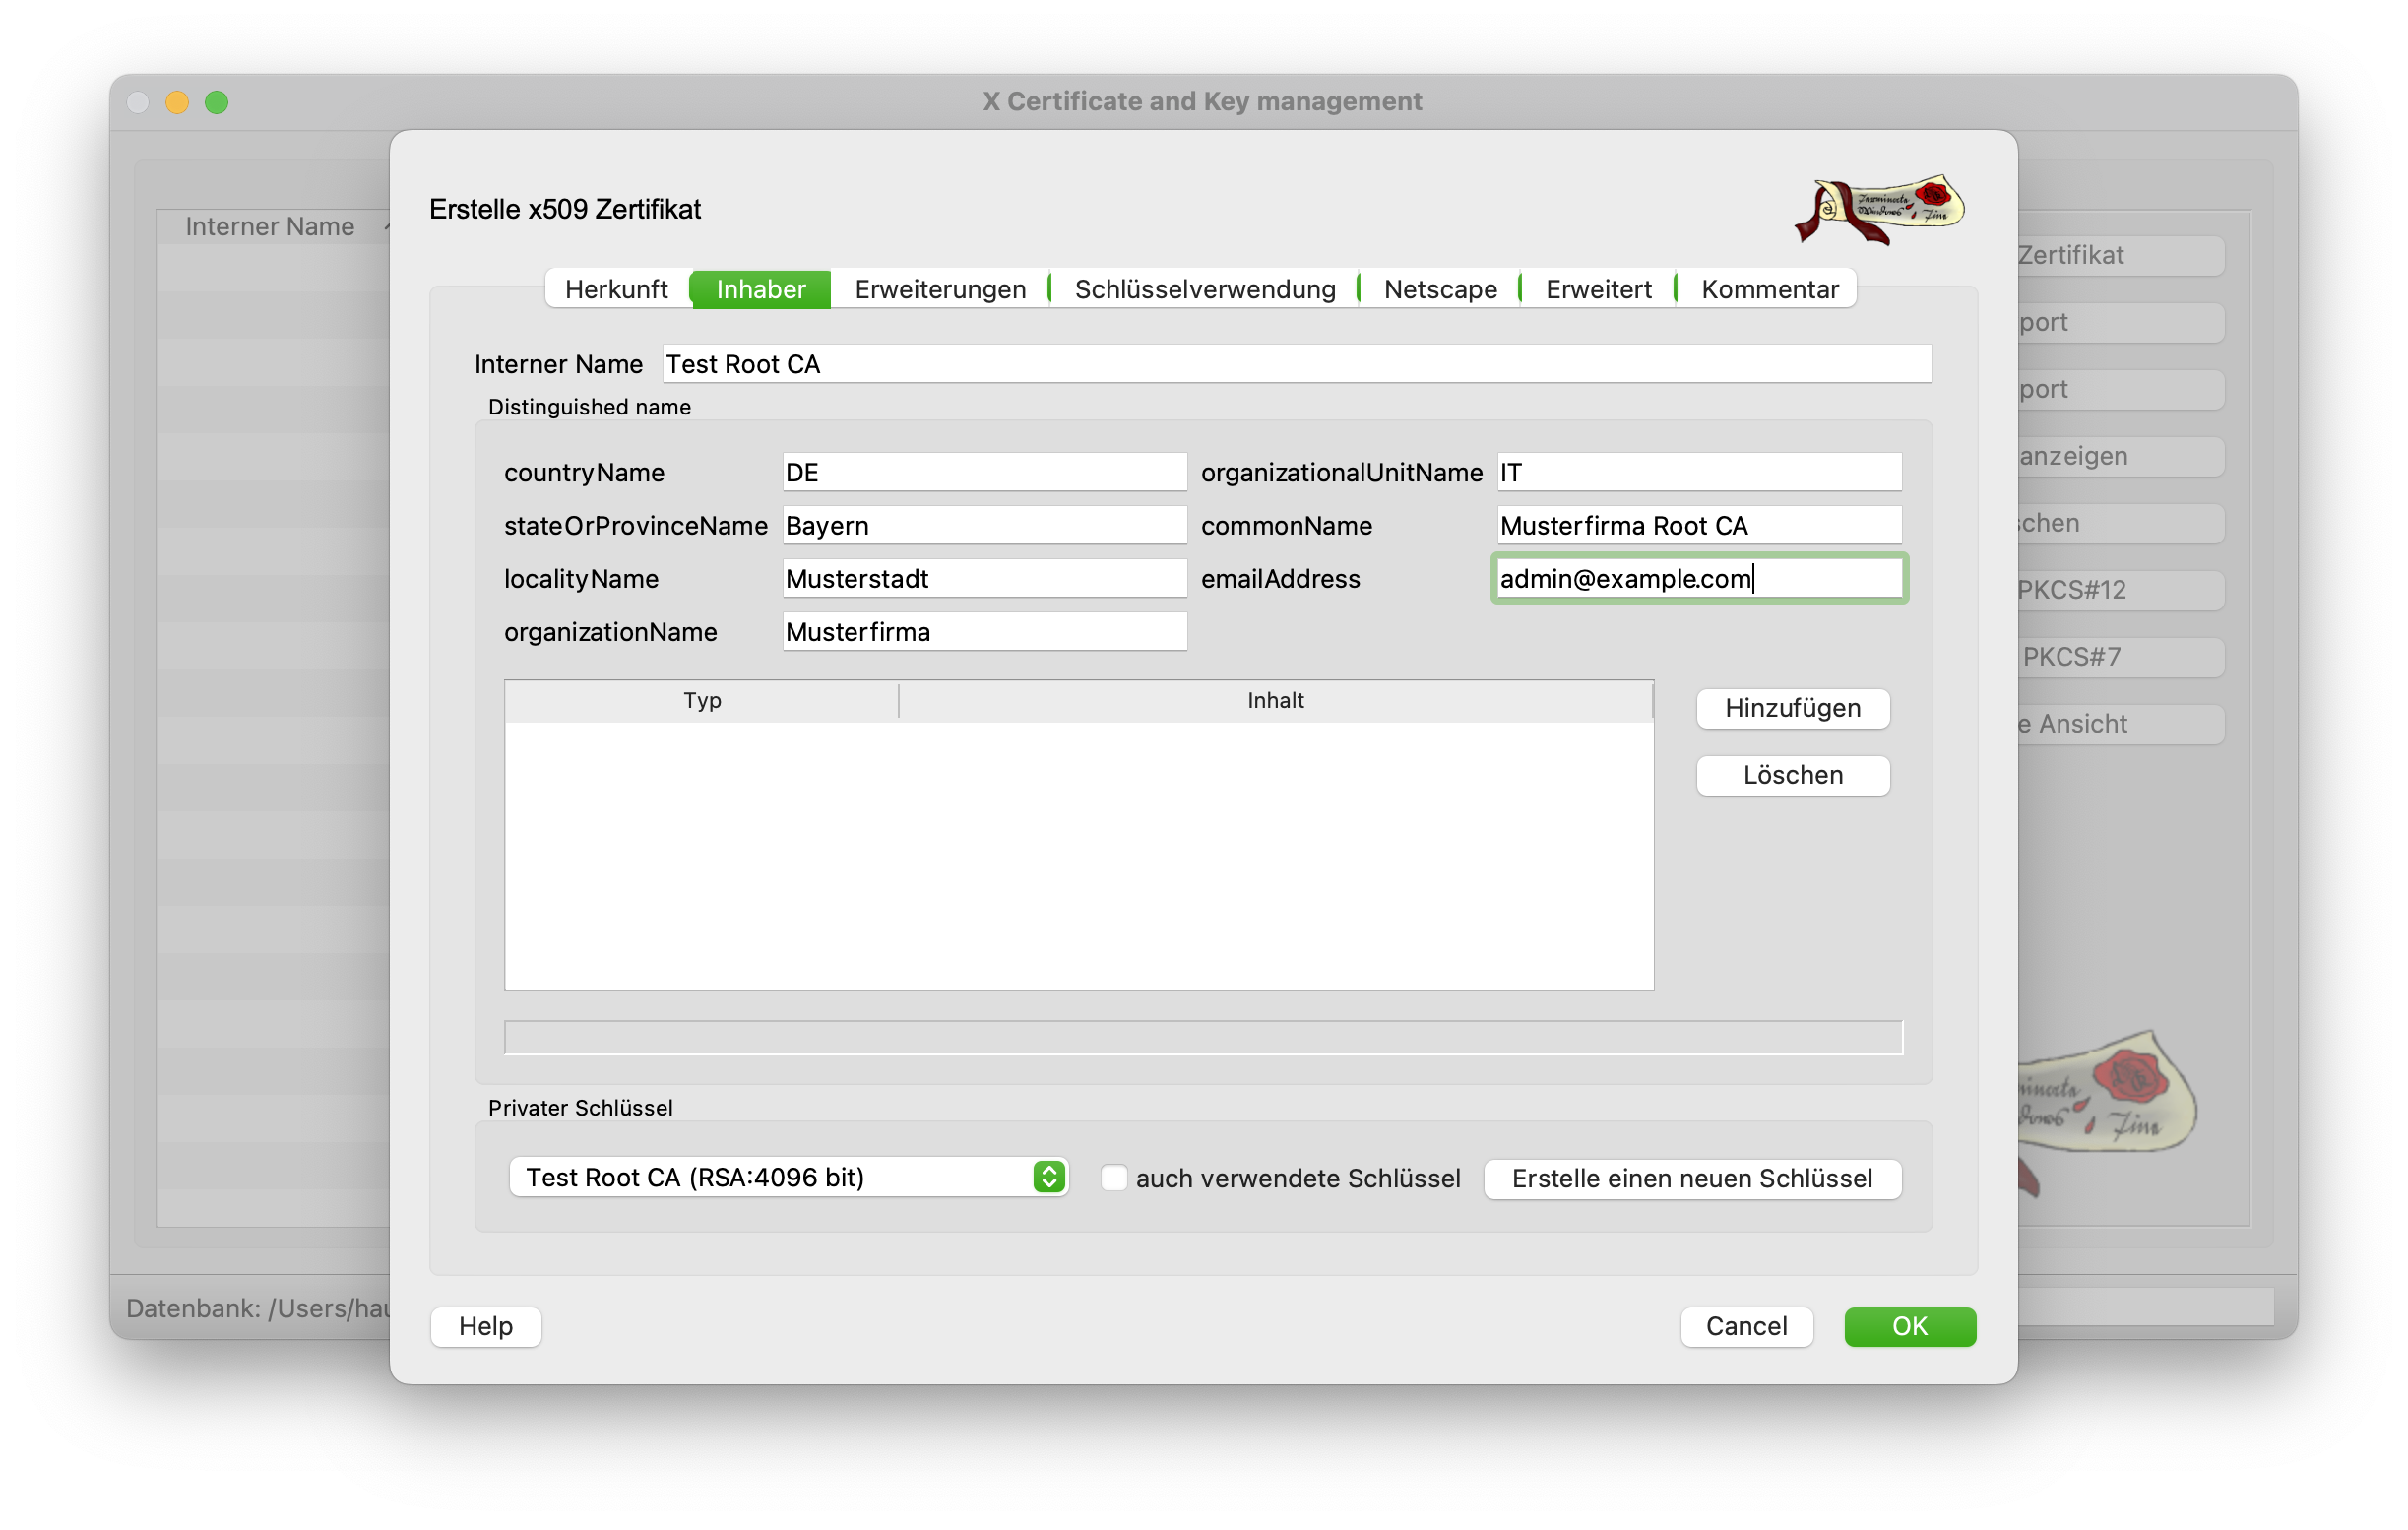 X Certificate and Key management
Interner Name
Erstelle x509 Zertifikat
Zertifikat
Herkunft Inhaber Erweiterungen Schlüsselverwendung Netscape Erweitert Kommentar
port
Interner Name Test Root CA
port
Distinguished name
anzeigen
countryName DE organizationalUnitName IT
stateOrProvinceName Bayern commonName Musterfirma Root CA
schen
localityName Musterstadt emailAddress admin@example.com
PKCS#12
organizationName Musterfirma
PKCS#7
Typ Inhalt Hinzufügen
e Ansicht
Löschen
Privater Schlüssel
Test Root CA (RSA:4096 bit) auch verwendete Schlüssel Erstelle einen neuen Schlüssel
Datenbank: /Users/hau
Help Cancel OK